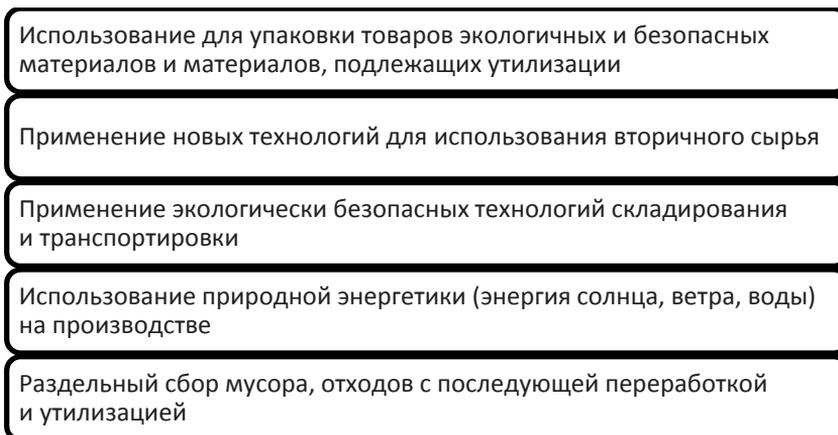 Использование для упаковки товаров экологичных и безопасных
материалов и материалов, подлежащих утилизации
Применение новых технологий для использования вторичного сырья
Применение экологически безопасных технологий складирования
и транспортировки
Использование природной энергетики (энергия солнца, ветра, воды)
на производстве
Раздельный сбор мусора, отходов с последующей переработкой
и утилизацией